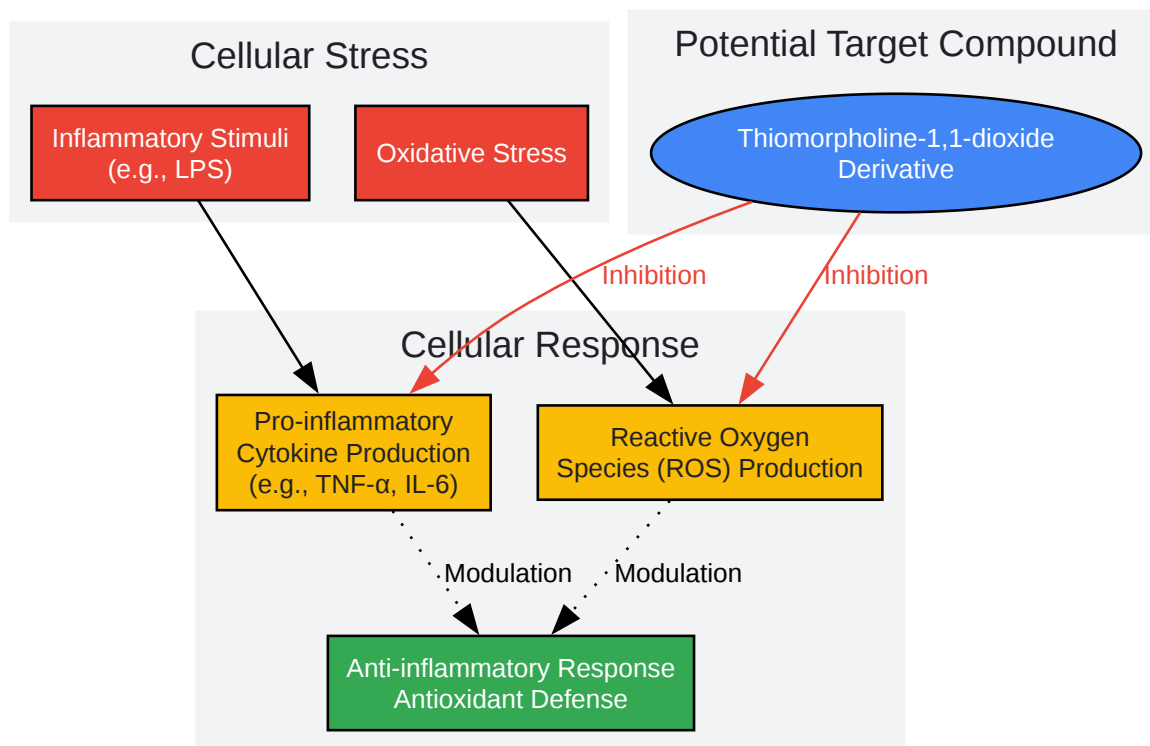 Cellular Stress
Potential Target Compound
Inflammatory Stimuli
(e.g., LPS)
Oxidative Stress
Thiomorpholine-1,1-dioxide
Derivative
Inhibition
Inhibition
Cellular Response
Pro-inflammatory
Cytokine Production
(e.g., TNF-α, IL-6)
Reactive Oxygen
Species (ROS) Production
Modulation
Modulation
Anti-inflammatory Response
Antioxidant Defense